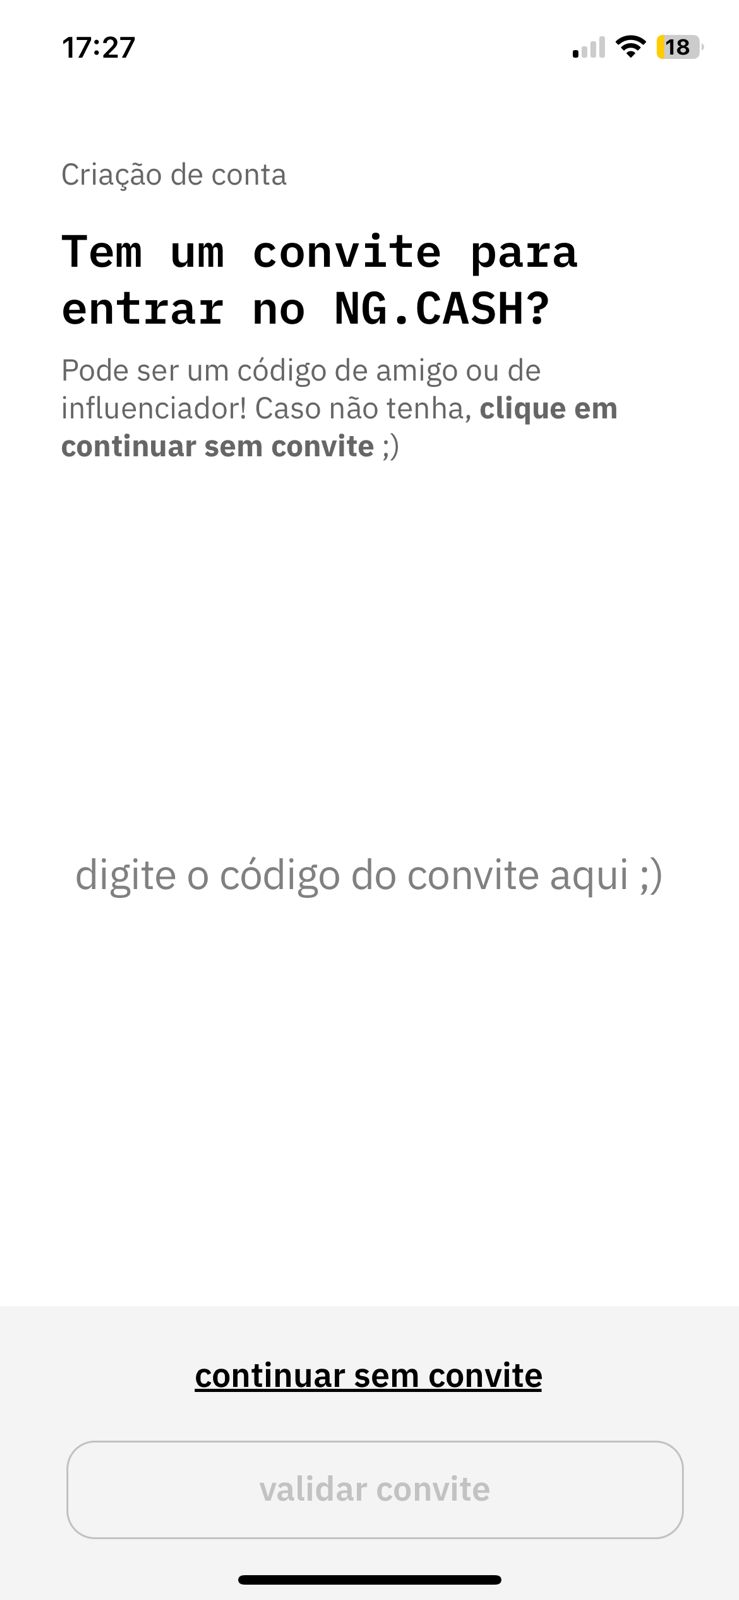 17:27
18
Criação de conta
Tem um convite para
entrar no NG.CASH?
Pode ser um código de amigo ou de
influenciador! Caso não tenha, clique em
continuar sem convite ;)
digite o código do convite aqui ;)
continuar sem convite
validar convite